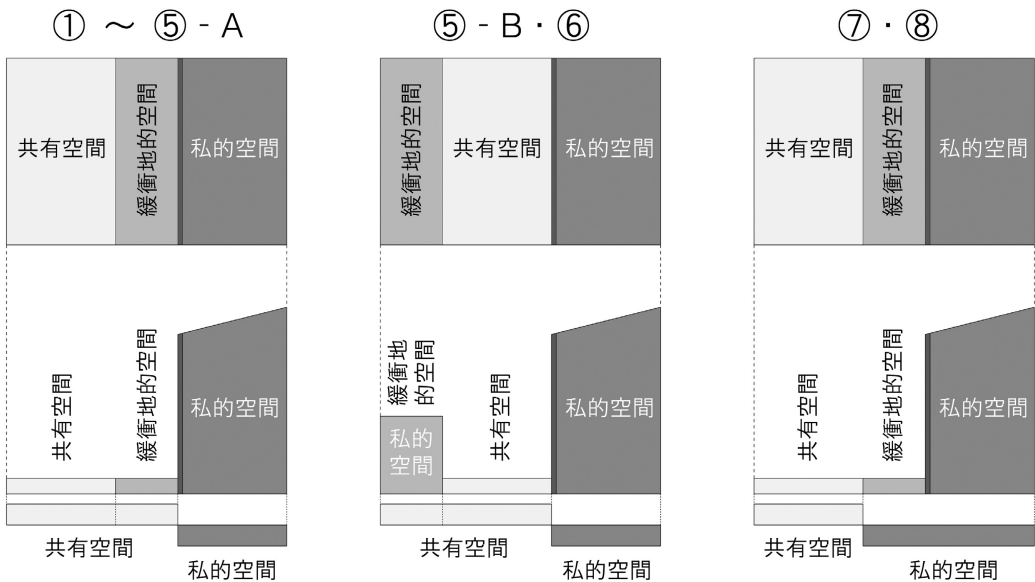 ① ～ ⑤ - A
共有空間
緩衝地的空間
私的空間
共有空間
緩衝地的空間
私的空間
共有空間
私的空間
⑤ - B ・ ⑥
緩衝地的空間
共有空間
私的空間
緩衝地
的空間
私的
空間
共有空間
私的空間
共有空間
私的空間
⑦ ・ ⑧
共有空間
緩衝地的空間
私的空間
共有空間
緩衝地的空間
私的空間
共有空間
私的空間